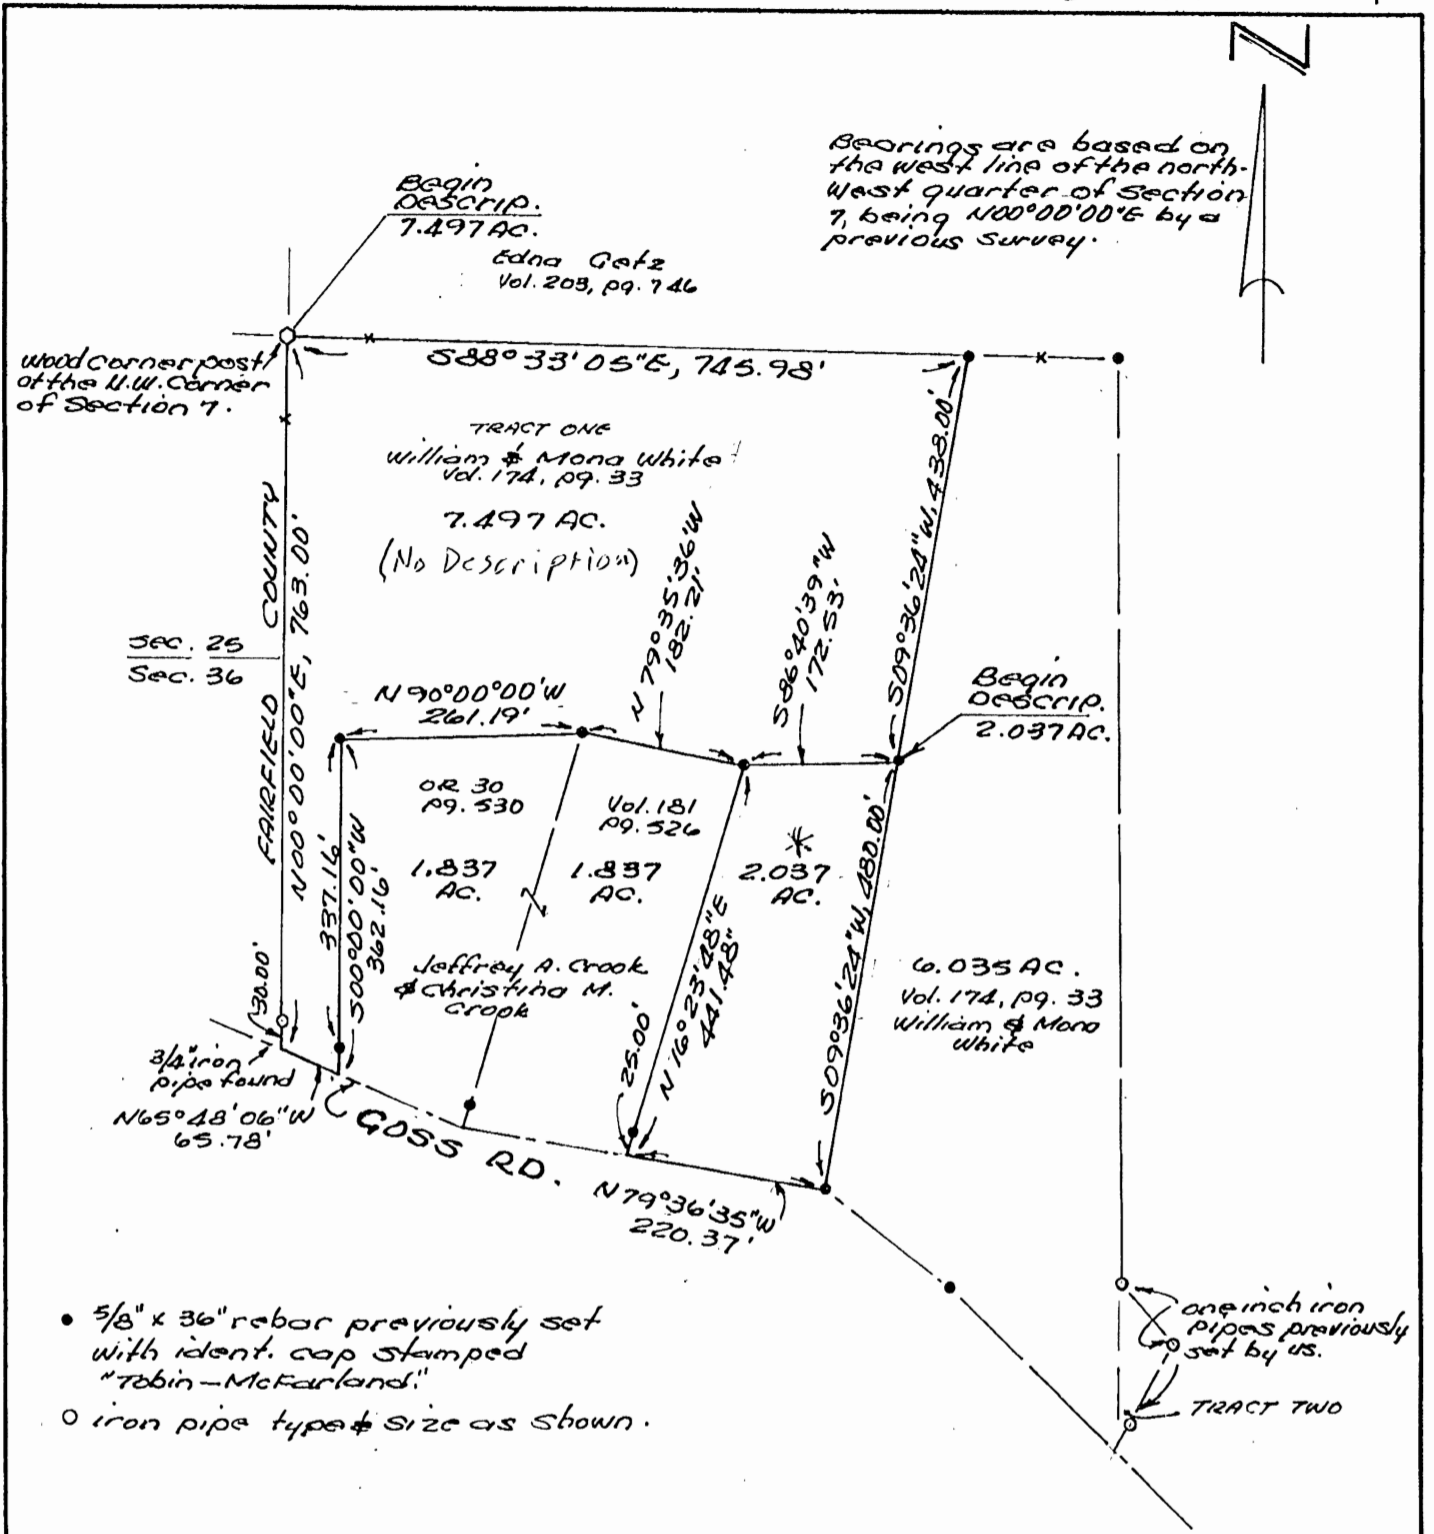 N
Bearings are based on
the west line of the north-
west quarter of Section
7, being N00°00'00"E by a
previous survey.
Begin
Descrip.
7.497 AC.
Edna Getz
Vol. 203, pg. 746
wood corner post
at the N.W. Corner
of Section 7.
S88°33'05"E, 745.98'
TRACT ONE
William & Mona White
Vol. 174, pg. 33
7.497 AC.
(No Description)
S09°36'24"W, 438.00'
N 79°35'36"W
182.21'
S86°40'39"W
172.53'
FAIRFIELD COUNTY
N00°00'00"E, 763.00'
Sec. 25
Sec. 36
N 90°00'00"W
261.19'
Begin
Descrip.
2.037 AC.
OR 30
pg. 530
Vol. 181
pg. 526
1.837
AC.
1.837
AC.
2.037
AC.
337.16'
S00°00'00"W
362.16'
Jeffrey A. Crook
& Christina M.
Crook
N 16°23'48"E
441.48"
25.00'
S09°36'24"W, 480.00'
6.035 AC.
Vol. 174, pg. 33
William & Mona
White
30.00'
3/4" iron
pipe found
N65°48'06"W
65.78'
GOSS RD.
N79°36'35"W
220.37'
5/8" x 36" rebar previously set
with ident. cap stamped
"Tobin-McFarland."
iron pipe type & size as shown.
one inch iron
pipes previously
set by us.
TRACT TWO